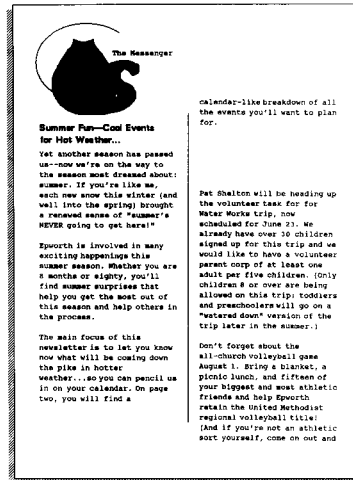 The Messenger
Summer Fun—Cool Events
for Hot Weather...
Yet another season has passed
us--now we're on the way to
the season most dreamed about:
summer. If you're like me,
each new snow this winter (and
well into the spring) brought
a renewed sense of "summer's
NEVER going to get here!"
Epworth is involved in many
exciting happenings this
summer season. Whether you are
8 months or eighty, you'll
find summer surprises that
help you get the most out of
this season and help others in
the process.
The main focus of this
newsletter is to let you know
now what will be coming down
the pike in hotter
weather...so you can pencil us
in on your calendar. On page
two, you will find a
calendar-like breakdown of all
the events you'll want to plan
for.
Pat Shelton will be heading up
the volunteer task for for
Water Works trip, now
scheduled for June 23. We
already have over 30 children
signed up for this trip and we
would like to have a volunteer
parent corp of at least one
adult per five children. (Only
children 8 or over are being
allowed on this trip: toddlers
and preschoolers will go on a
"watered down" version of the
trip later in the summer.)
Don't forget about the
all-church volleyball game
August 1. Bring a blanket, a
picnic lunch, and fifteen of
your biggest and most athletic
friends and help Epworth
retain the United Methodist
regional volleyball title!
(And if you're not an athletic
sort yourself, come on out and